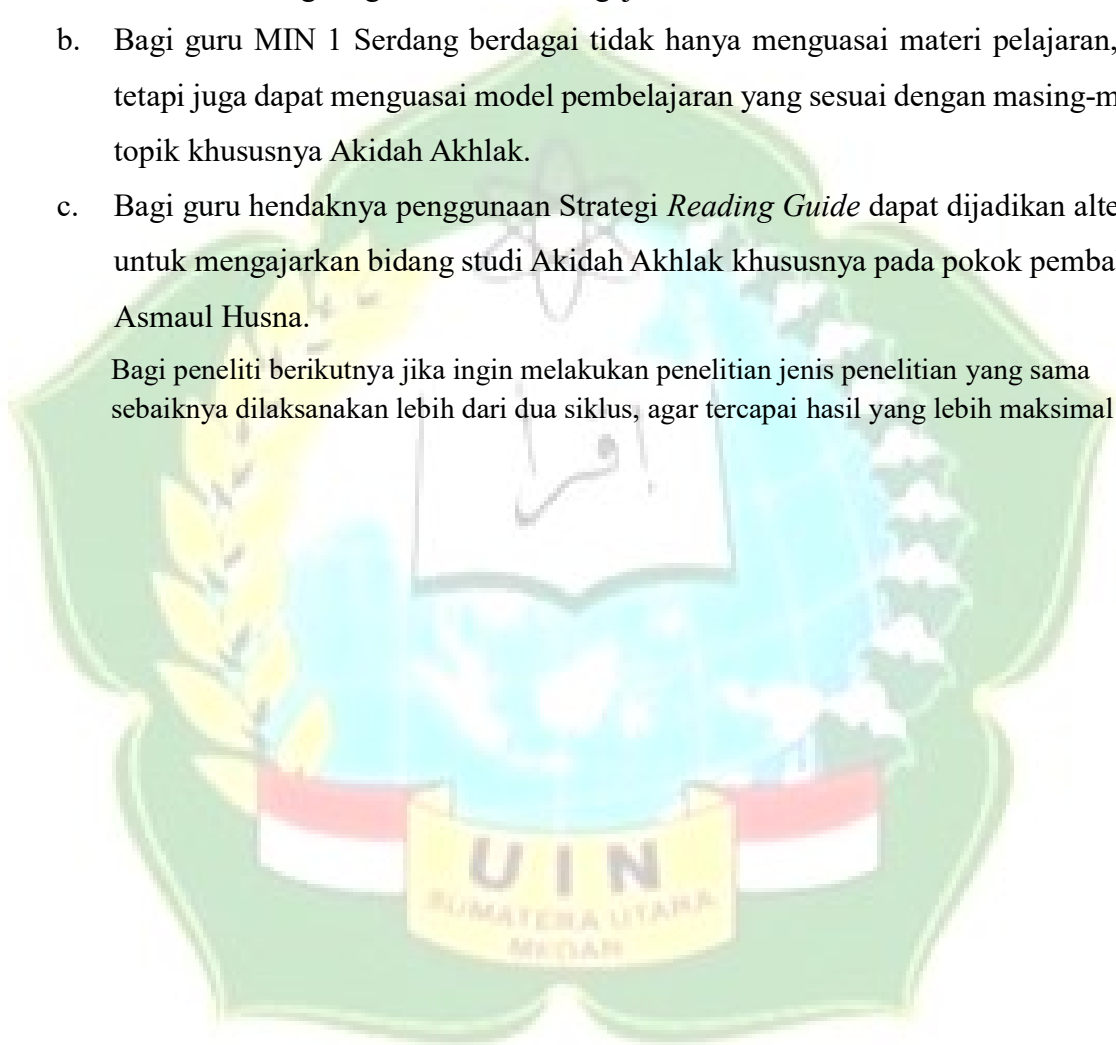 b. Bagi guru MIN 1 Serdang berdagai tidak hanya menguasai materi pelajaran,
tetapi juga dapat menguasai model pembelajaran yang sesuai dengan masing-m
topik khususnya Akidah Akhlak.
c. Bagi guru hendaknya penggunaan Strategi Reading Guide dapat dijadikan alte
untuk mengajarkan bidang studi Akidah Akhlak khususnya pada pokok pemba
Asmaul Husna.
Bagi peneliti berikutnya jika ingin melakukan penelitian jenis penelitian yang sama
sebaiknya dilaksanakan lebih dari dua siklus, agar tercapai hasil yang lebih maksimal
اقرأ
UIN
SUMATERA UTARA
MEDAN